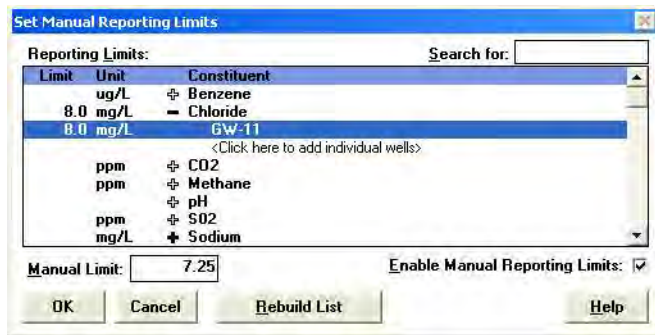 Set Manual Reporting Limits
Reporting Limits: Search for:
Limit Unit Constituent
ug/L Benzene
8.0 mg/L Chloride
8.0 mg/L GW-11
<Click here to add individual wells>
ppm CO2
ppm Methane
pH
ppm SO2
mg/L Sodium
Manual Limit: 7.25 Enable Manual Reporting Limits:
OK Cancel Rebuild List Help